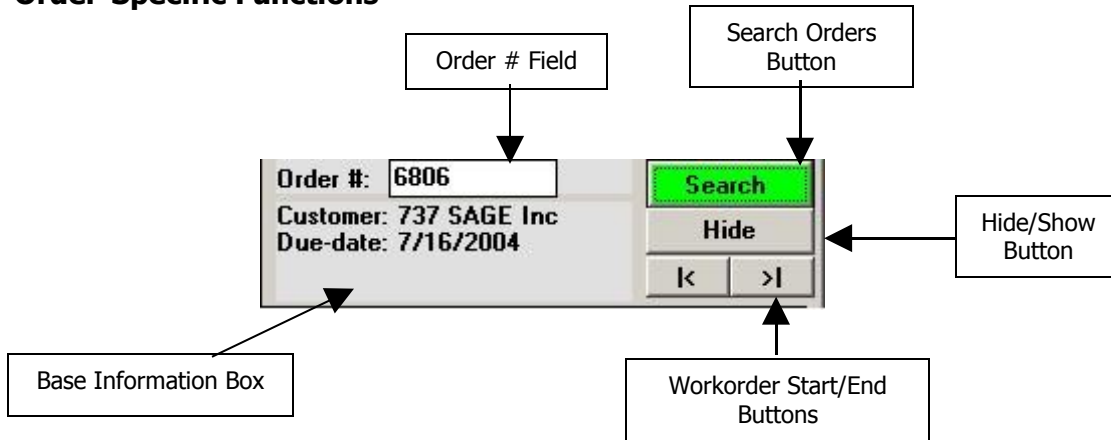 Order Specific Functions
Order # Field
Search Orders
Button
Order #: 6806
Search
Customer: 737 SAGE Inc
Due-date: 7/16/2004
Hide
|< >|
Hide/Show
Button
Base Information Box
Workorder Start/End
Buttons